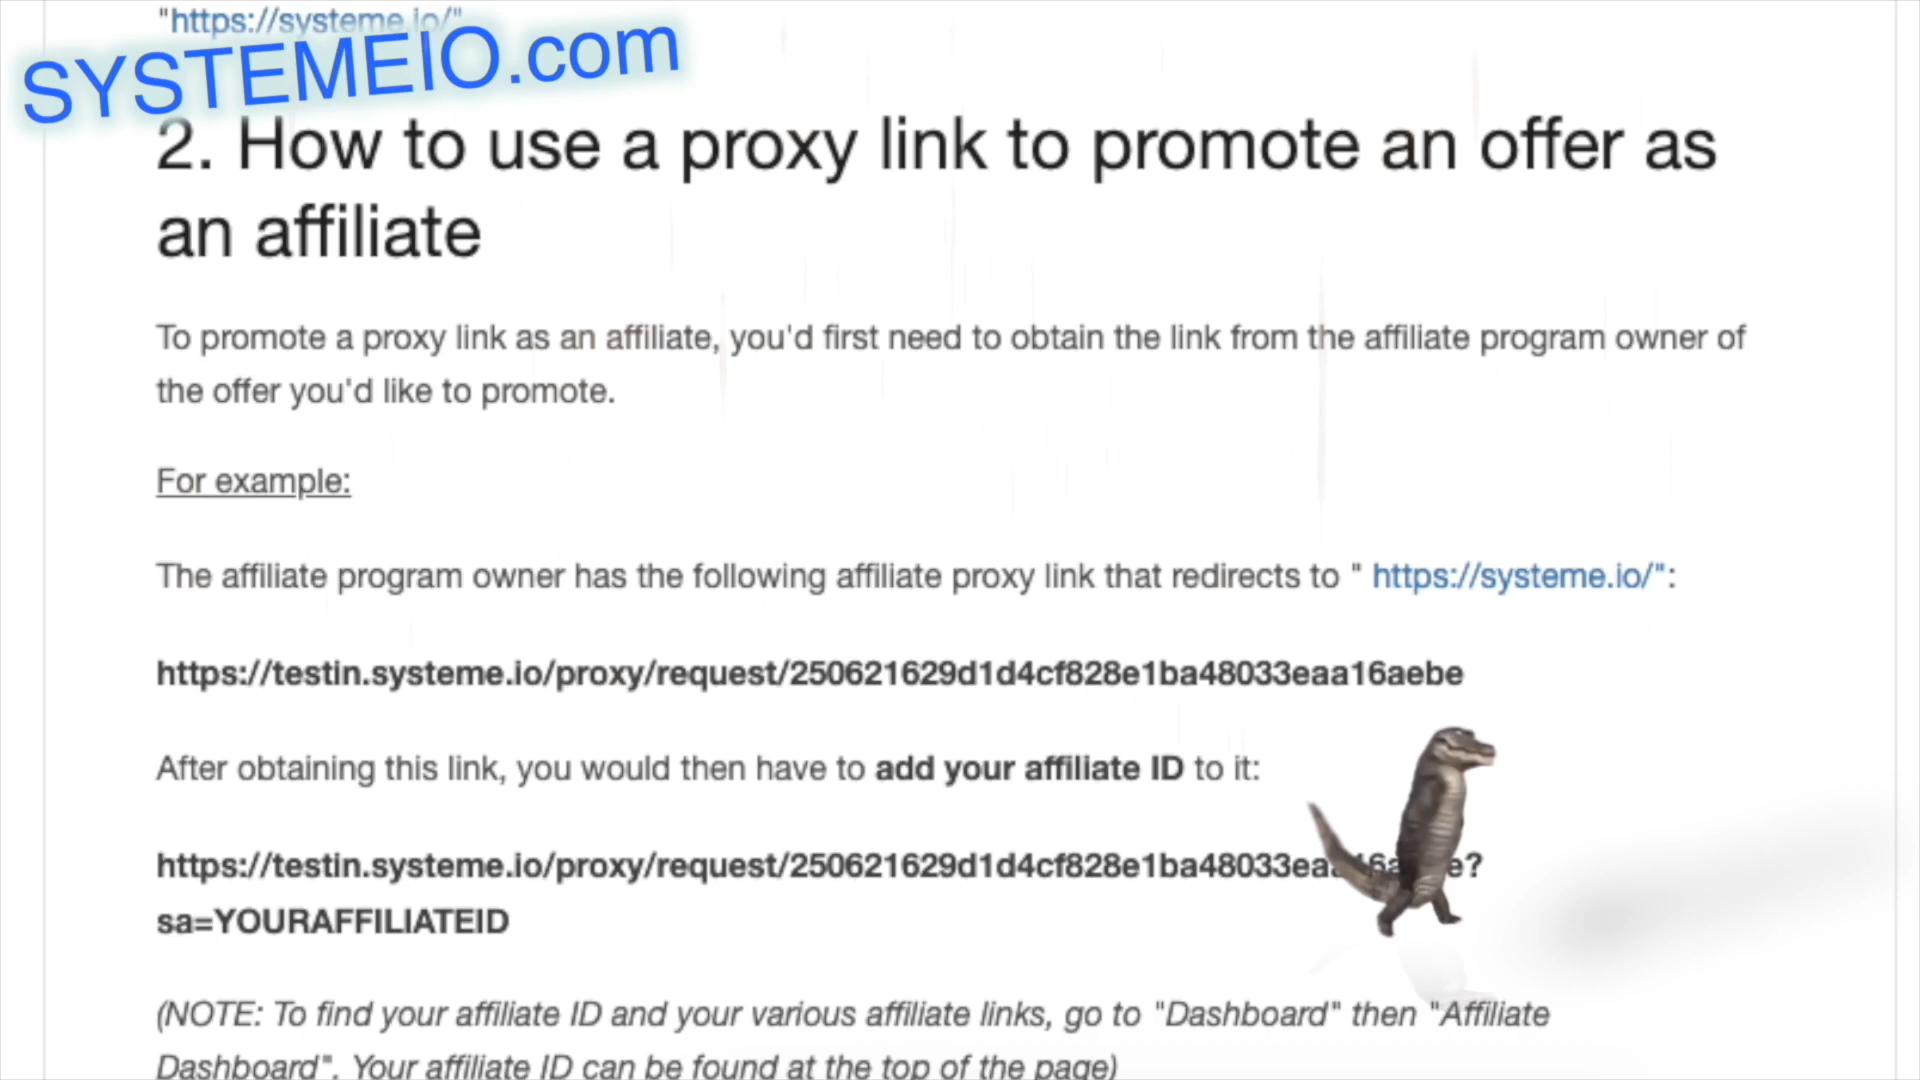 "https://systeme.io/"
SYSTEMEIO.com
2. How to use a proxy link to promote an offer as
an affiliate
To promote a proxy link as an affiliate, you'd first need to obtain the link from the affiliate program owner of
the offer you'd like to promote.
For example:
The affiliate program owner has the following affiliate proxy link that redirects to " https://systeme.io/":
https://testin.systeme.io/proxy/request/250621629d1d4cf828e1ba48033eaa16aebe
After obtaining this link, you would then have to add your affiliate ID to it:
https://testin.systeme.io/proxy/request/250621629d1d4cf828e1ba48033eaa16aebe?
sa=YOURAFFILIATEID
(NOTE: To find your affiliate ID and your various affiliate links, go to "Dashboard" then "Affiliate
Dashboard". Your affiliate ID can be found at the top of the page)